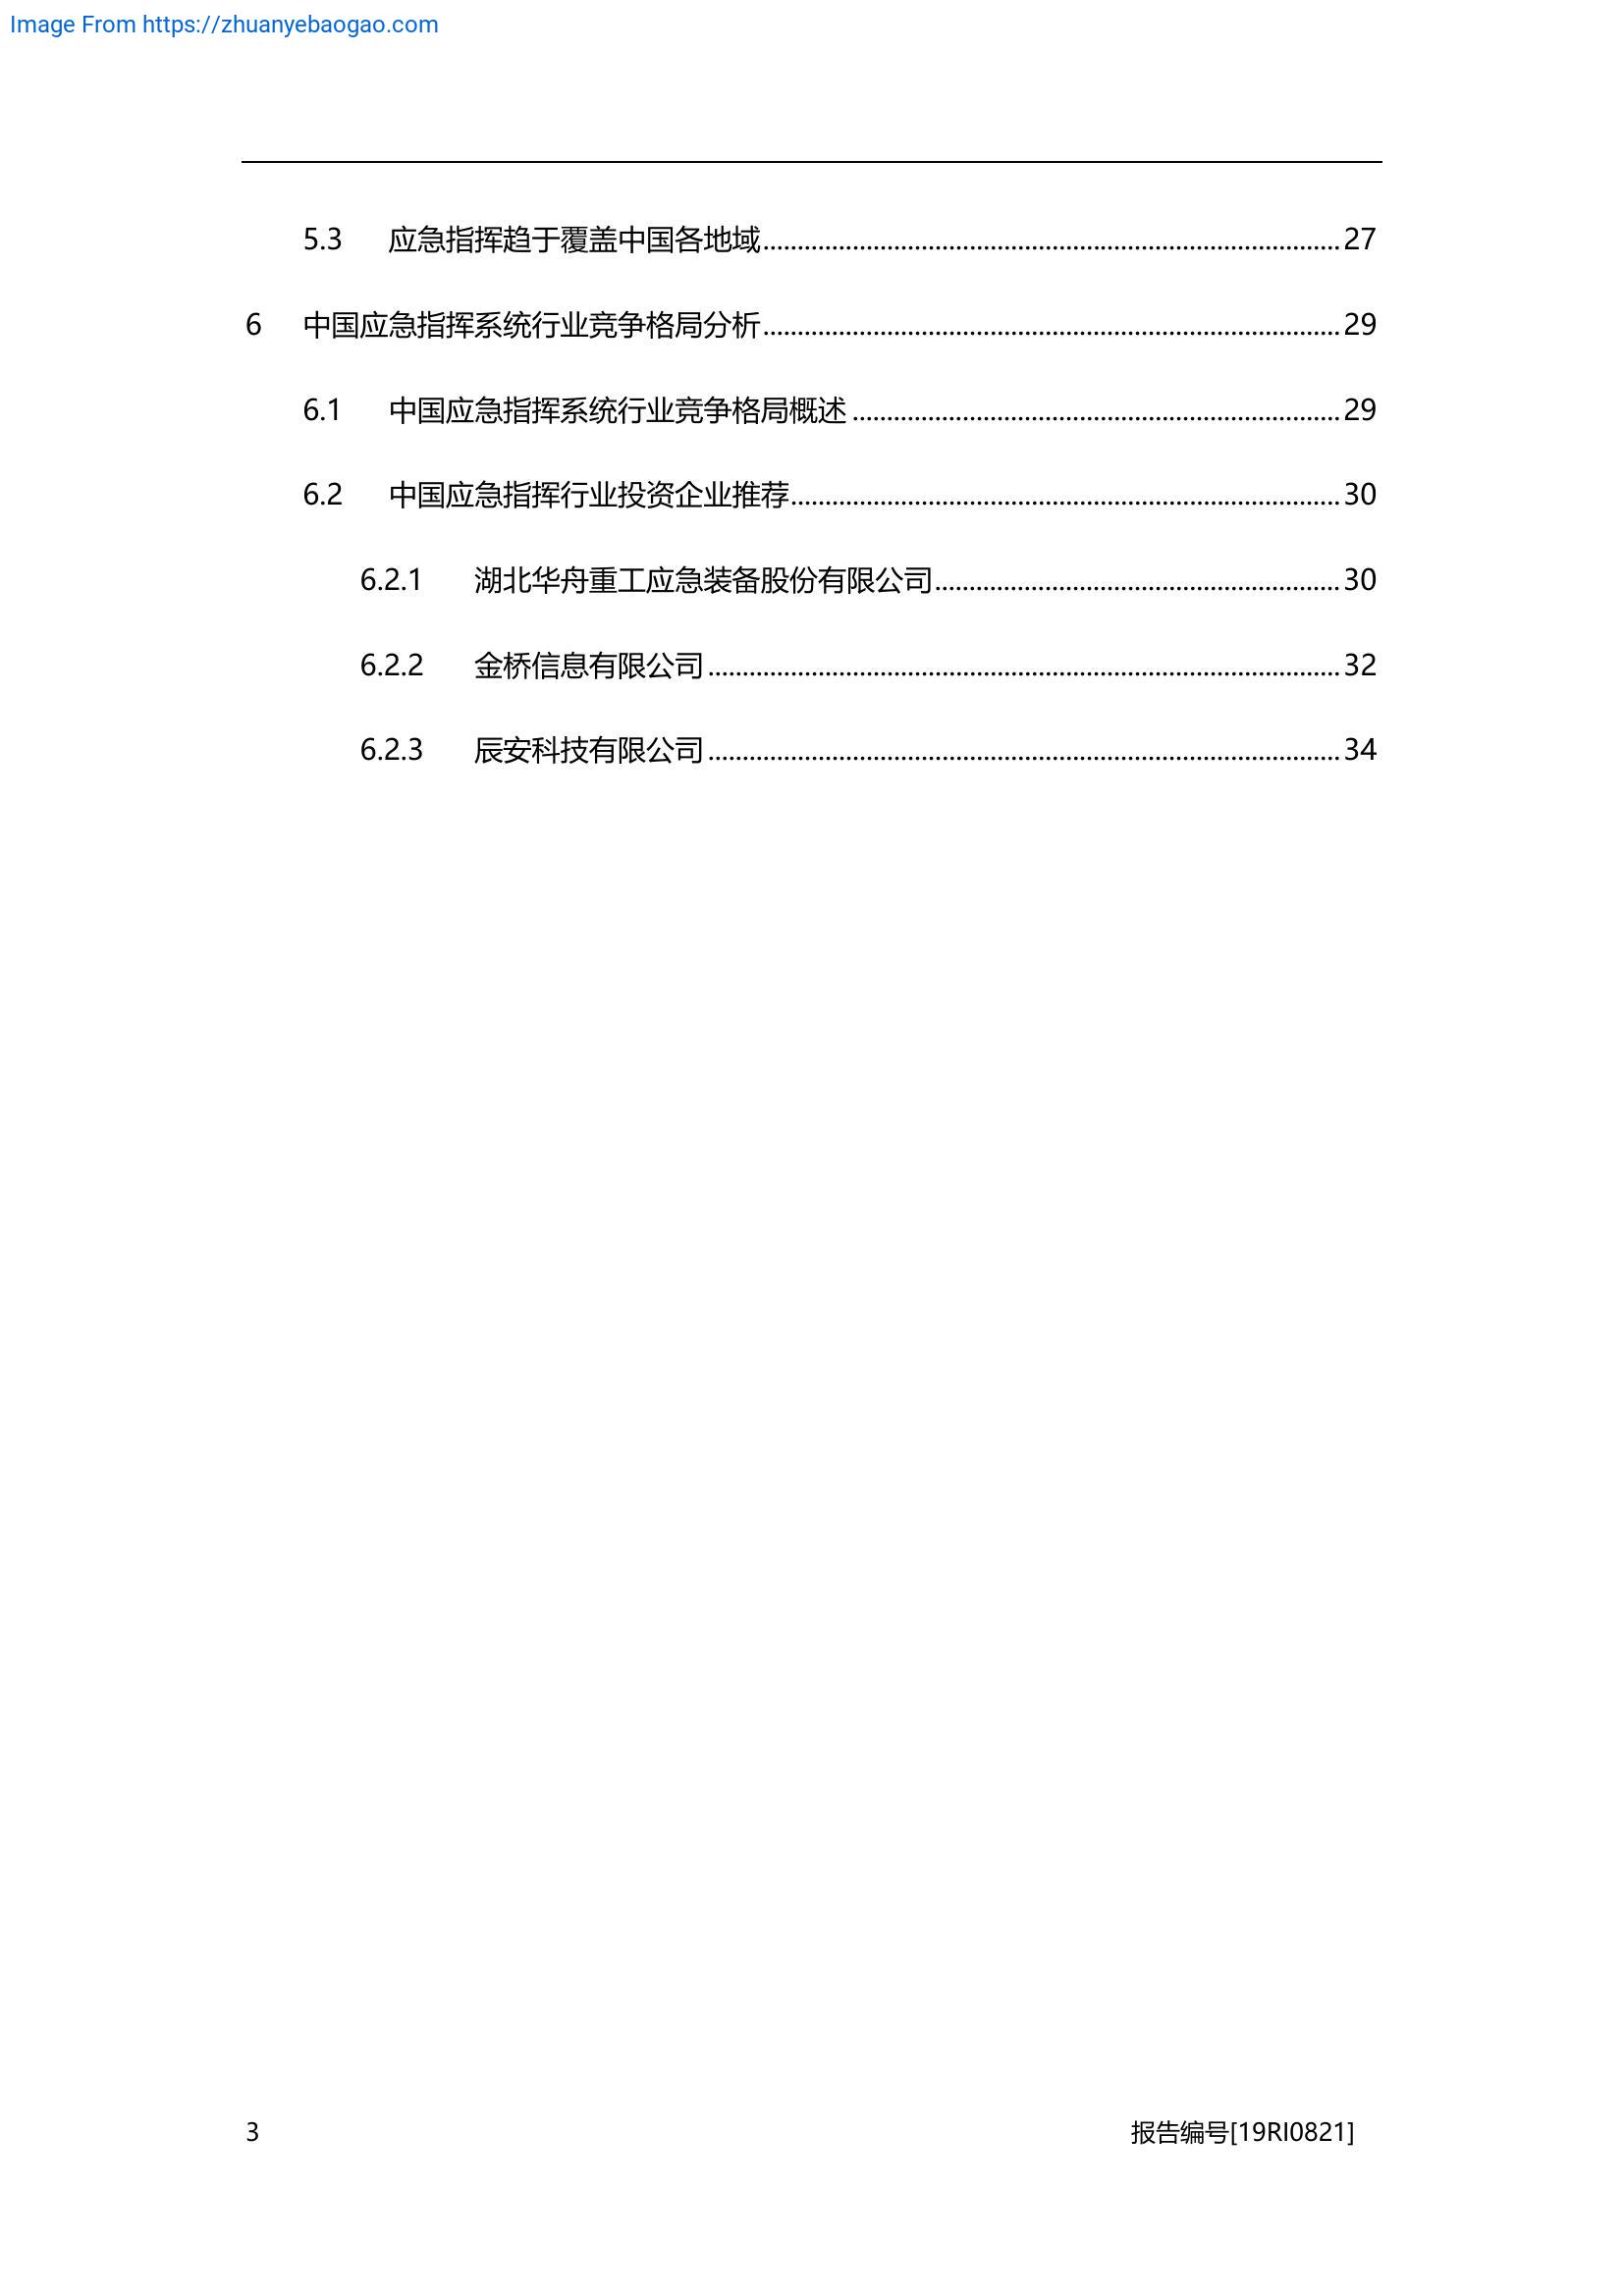 Image From https://zhuanyebaogao.com
5.3 应急指挥趋于覆盖中国各地域 27
6 中国应急指挥系统行业竞争格局分析 29
6.1 中国应急指挥系统行业竞争格局概述 29
6.2 中国应急指挥行业投资企业推荐 30
6.2.1 湖北华舟重工应急装备股份有限公司 30
6.2.2 金桥信息有限公司 32
6.2.3 辰安科技有限公司 34
3 报告编号[19RI0821]